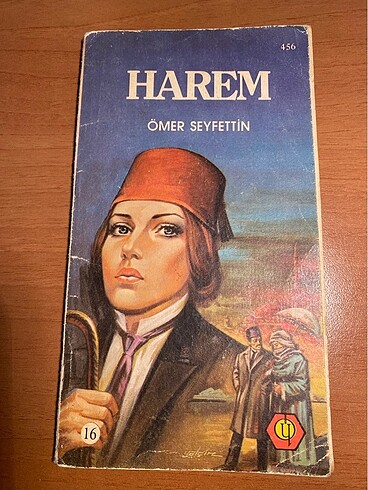 456
HAREM
ÖMER SEYFETTİN
16
Ü